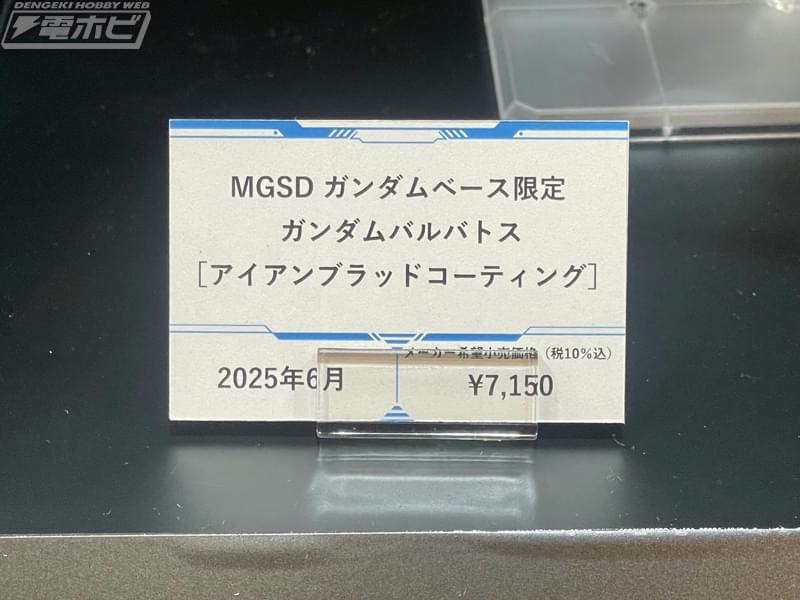 DENGEKI HOBBY WEB
電ホビ
MGSD ガンダムベース限定
ガンダムバルバトス
［アイアンブラッドコーティング］
メーカー希望小売価格（税10%込）
2025年6月
¥7,150